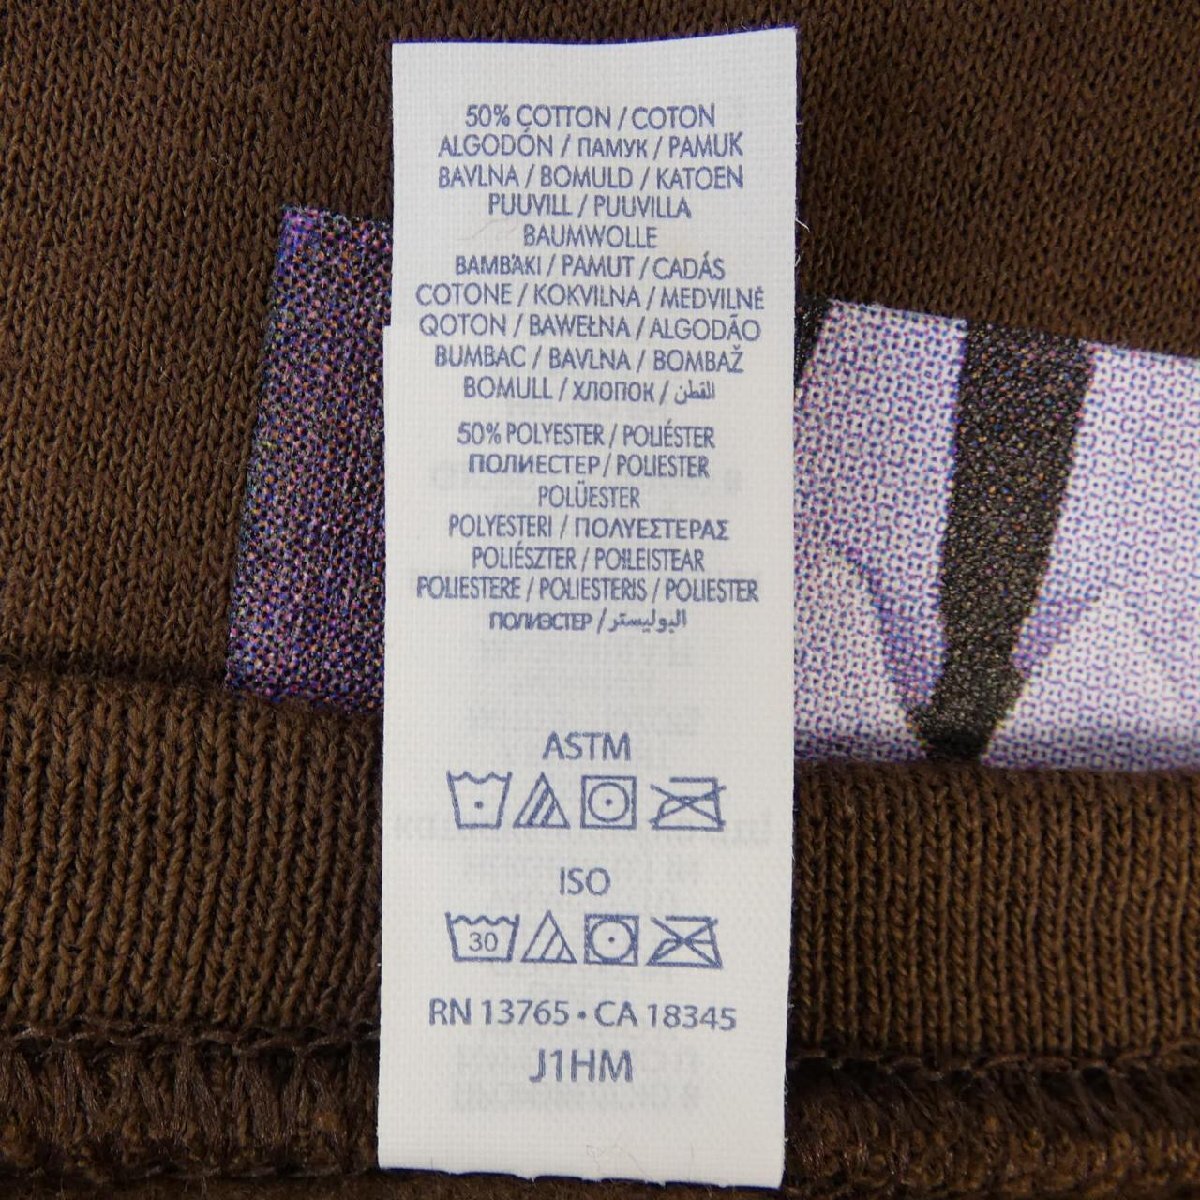 50% COTTON / COTON
ALGODÓN / ПАМУК / PAMUK
BAVLNA / BOMULD / KATOEN
PUUVILL / PUUVILLA
BAUMWOLLE
ΒΑΜΒΆΚΙ / PAMUT / CADÁS
COTONE / KOKVILNA / MEDVILNĖ
QOTON / BAWEŁNA / ALGODÃO
BUMBAC / BAVLNA / BOMBAŽ
BOMULL / ХЛОПОК / القطن
50% POLYESTER / POLIÉSTER
ПОЛИЕСТЕР / POLIESTER
POLÜESTER
POLYESTERI / ΠΟΛΥΕΣΤΕΡΑΣ
POLIÉSZTER / POILEISTEAR
POLIESTERE / POLIESTERIS / POLIESTER
ПОЛИЭСТЕР / البوليستر
ASTM
ISO
30
RN 13765 • CA 18345
J1HM